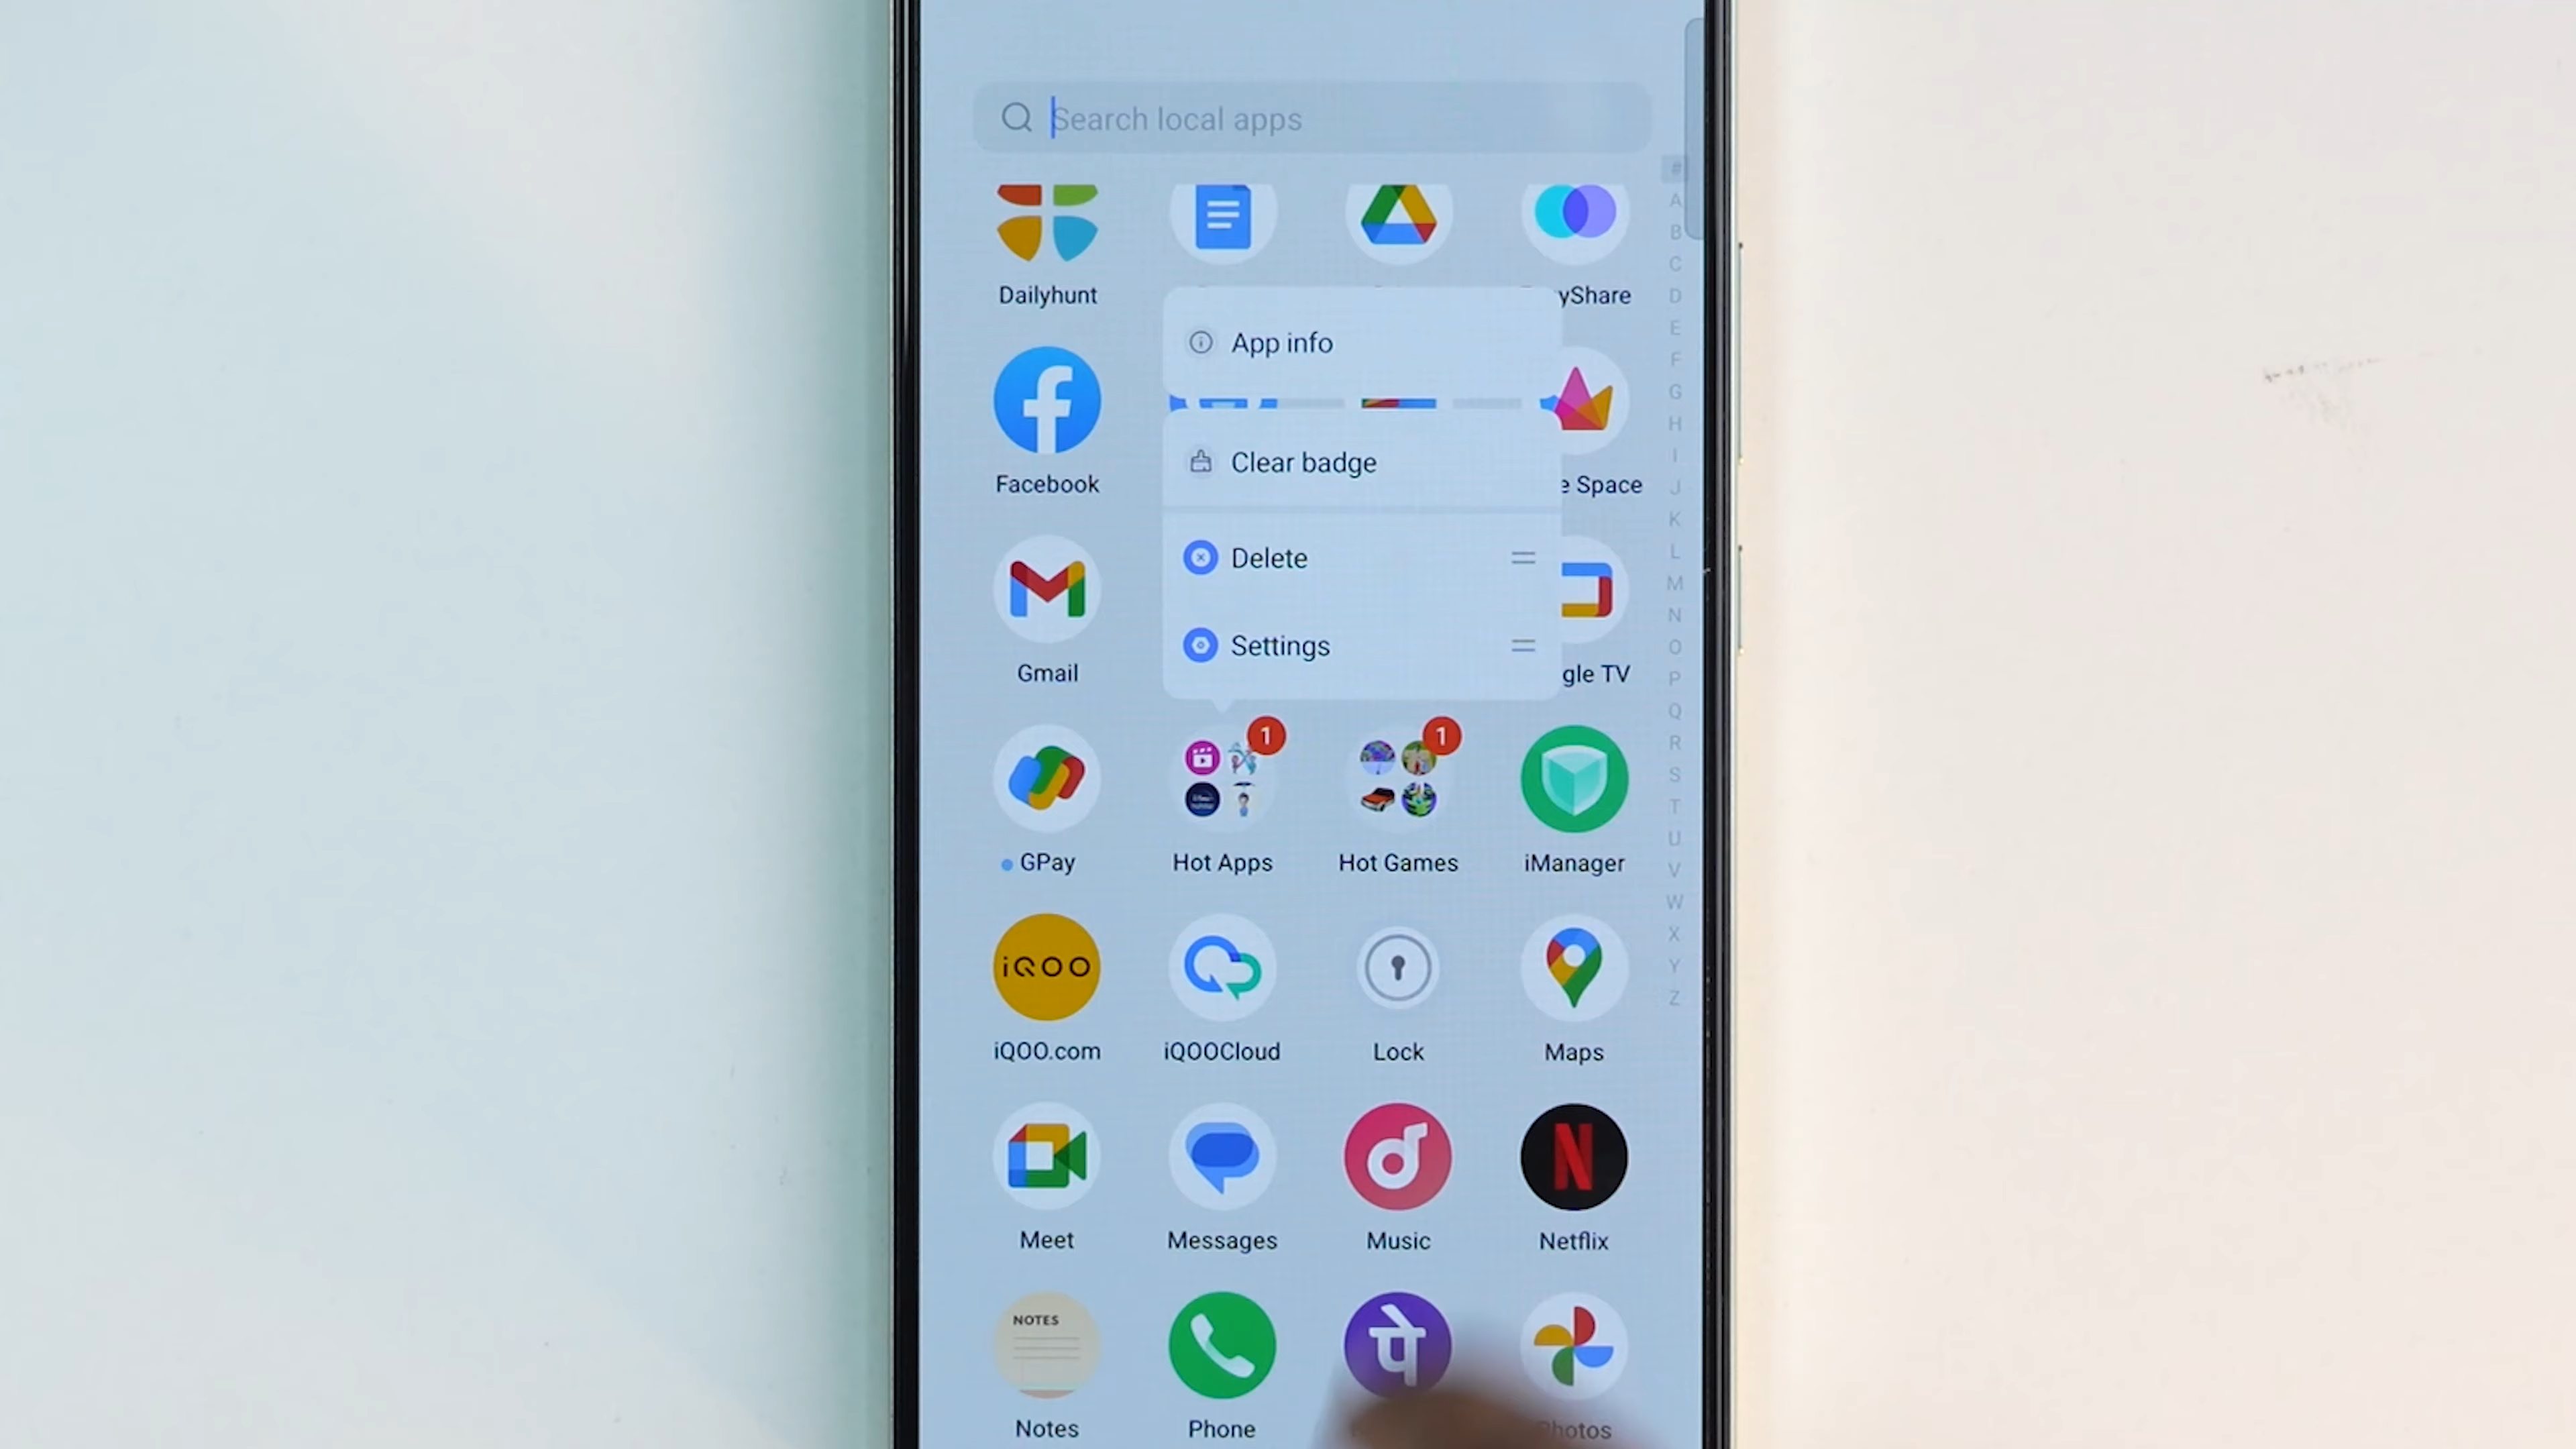 Search local apps
#
A
B
C
D
E
F
G
H
I
J
K
L
M
N
O
P
Q
R
S
T
U
V
W
X
Y
Z
Dailyhunt
yShare
App info
Clear badge
Delete
Settings
Facebook
e Space
Gmail
gle TV
1
1
GPay
Hot Apps
Hot Games
iManager
iQOO
iQOO.com
iQOOCloud
Lock
Maps
Meet
Messages
Music
N
Netflix
NOTES
पे
Notes
Phone
Photos